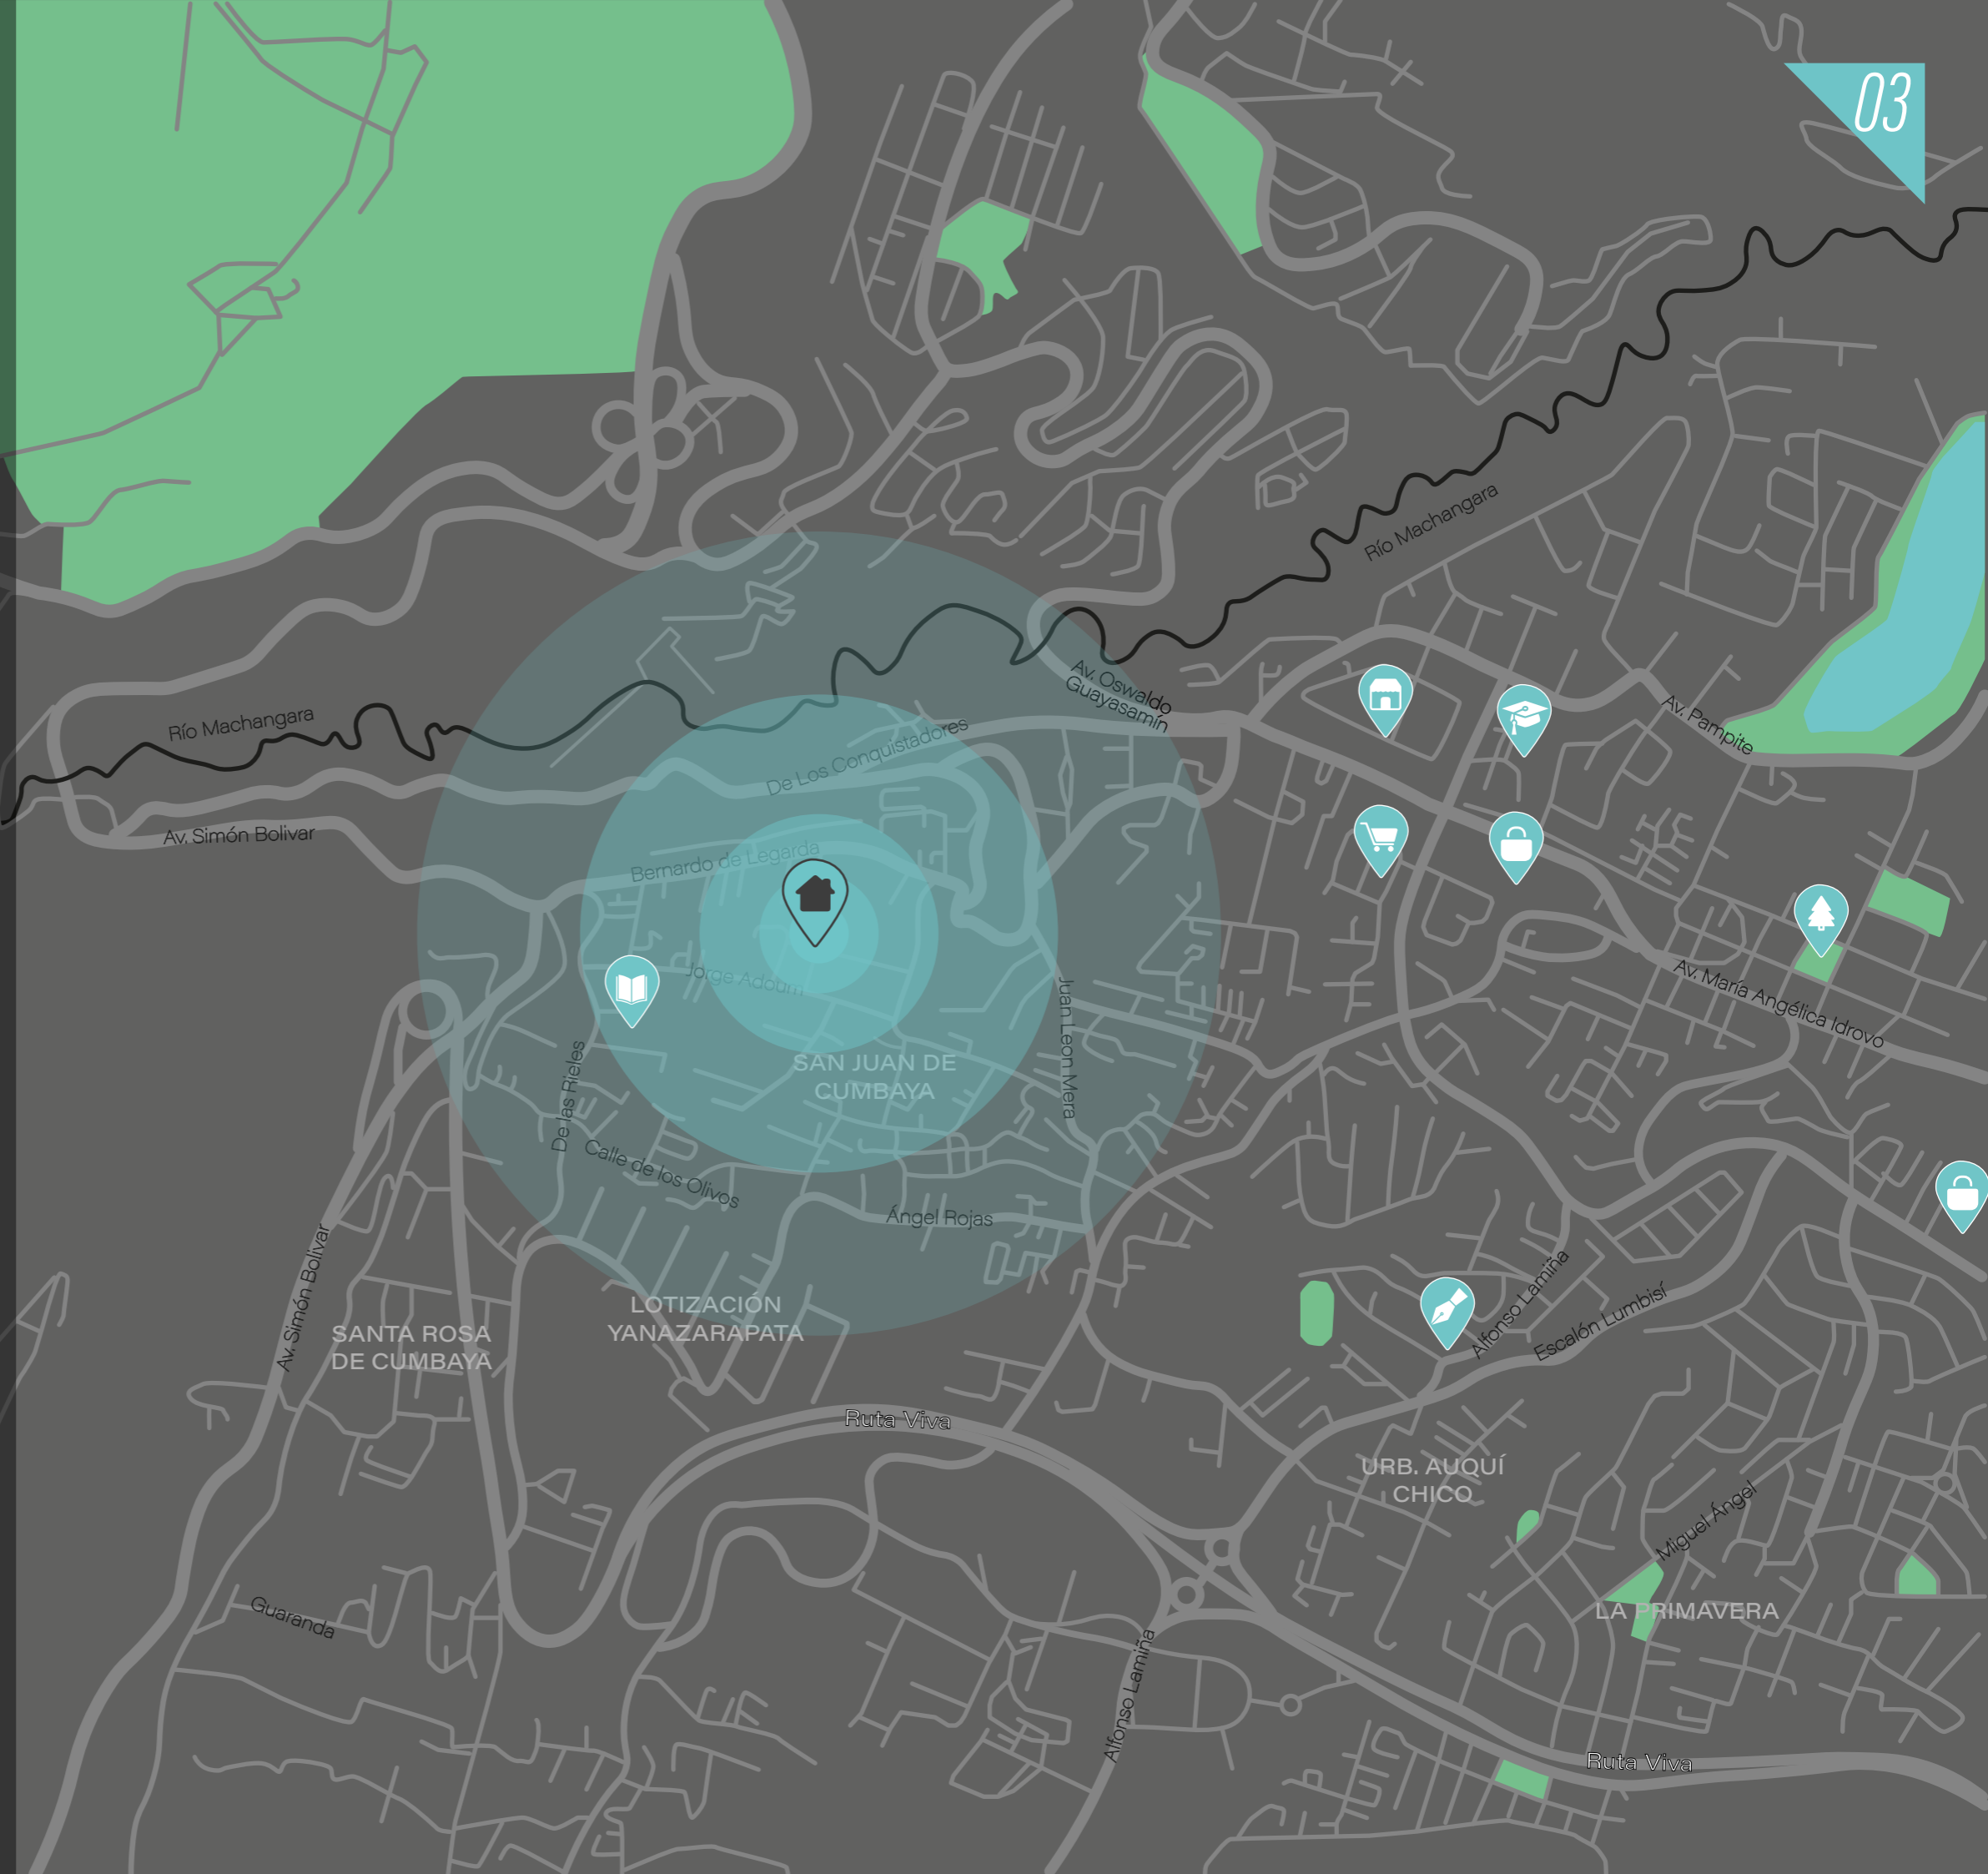 03
Río Machangara
Av. Oswaldo
Guayasamín
Av. Pampite
Río Machangara
De Los Conquistadores
Av. Simón Bolivar
Bernardo de Legarda
Jorge Adoum
Av. María Angélica Idrovo
Juan Leon Mera
SAN JUAN DE
CUMBAYA
De las Rieles
Calle de los Olivos
Ángel Rojas
Av. Simón Bolivar
LOTIZACIÓN
YANAZARAPATA
SANTA ROSA
DE CUMBAYA
Alfonso Lamiña
Escalón Lumbisí
Ruta Viva
URB. AUQUÍ
CHICO
Miguel Ángel
Guaranda
LA PRIMAVERA
Alfonso Lamiña
Ruta Viva